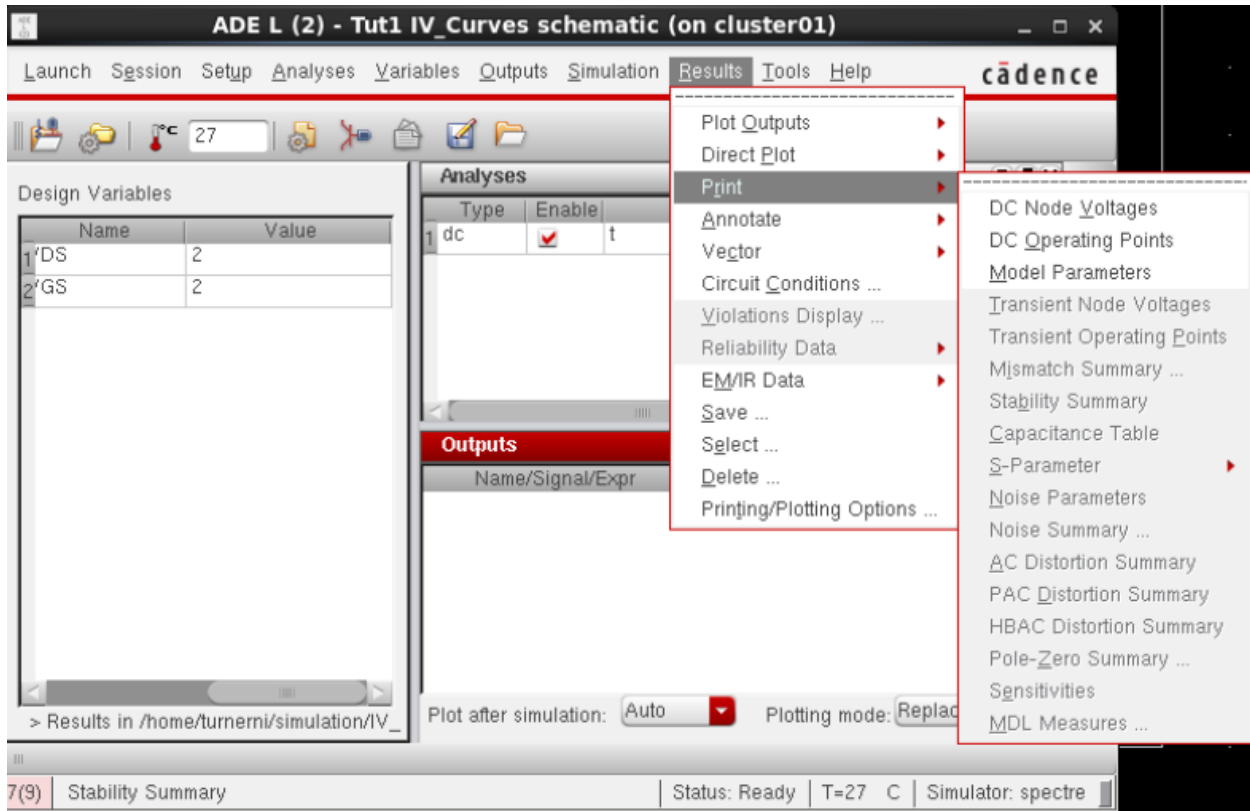 ADE L (2) - Tut1 IV_Curves schematic (on cluster01)
Launch Session Setup Analyses Variables Outputs Simulation Results Tools Help cādence
°C 27
Design Variables
Name Value
1 'DS 2
2 'GS 2
> Results in /home/turnerni/simulation/IV_
Analyses
Type Enable
1 dc t
Outputs
Name/Signal/Expr
Plot after simulation: Auto Plotting mode: Replac
Plot Outputs
Direct Plot
Print
Annotate
Vector
Circuit Conditions ...
Violations Display ...
Reliability Data
EM/IR Data
Save ...
Select ...
Delete ...
Printing/Plotting Options ...
DC Node Voltages
DC Operating Points
Model Parameters
Transient Node Voltages
Transient Operating Points
Mismatch Summary ...
Stability Summary
Capacitance Table
S-Parameter
Noise Parameters
Noise Summary ...
AC Distortion Summary
PAC Distortion Summary
HBAC Distortion Summary
Pole-Zero Summary ...
Sensitivities
MDL Measures ...
7(9) Stability Summary Status: Ready T=27 C Simulator: spectre